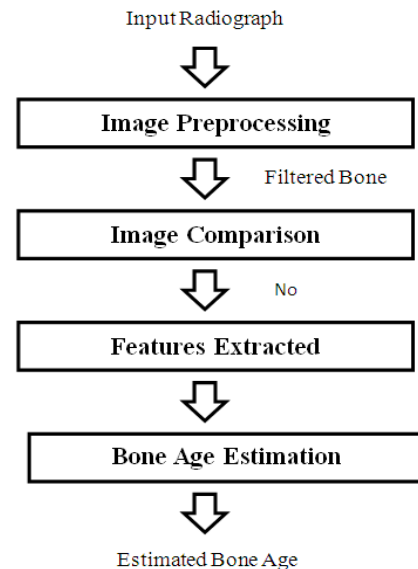 Input Radiograph
Image Preprocessing
Filtered Bone
Image Comparison
No
Features Extracted
Bone Age Estimation
Estimated Bone Age